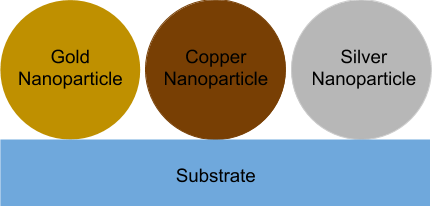 Gold
Nanoparticle
Copper
Nanoparticle
Silver
Nanoparticle
Substrate